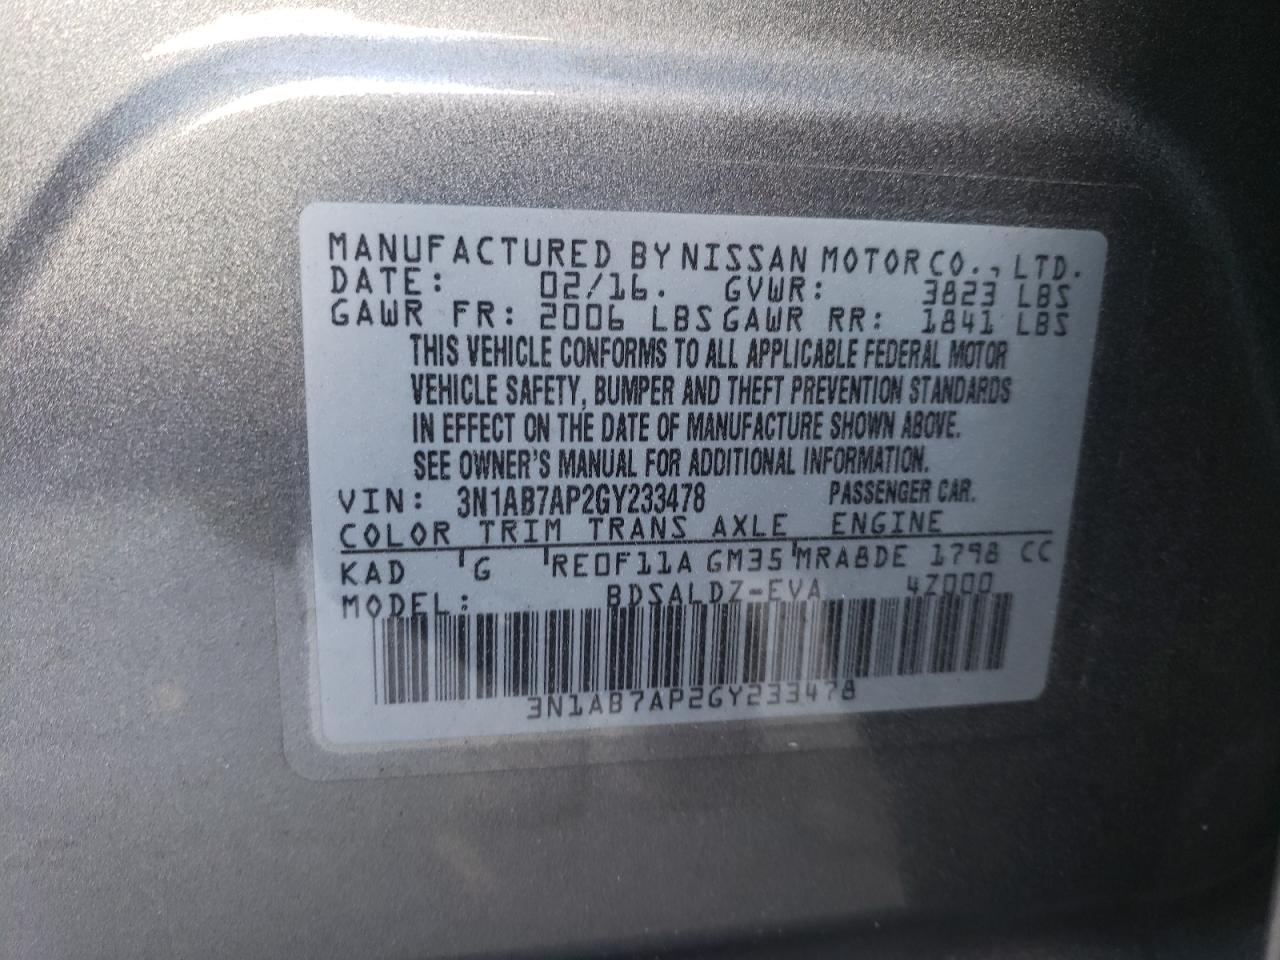 MANUFACTURED BY NISSAN MOTOR CO., LTD.
DATE: 02/16. GVWR: 3823 LBS
GAWR FR: 2006 LBS GAWR RR: 1841 LBS
THIS VEHICLE CONFORMS TO ALL APPLICABLE FEDERAL MOTOR
VEHICLE SAFETY, BUMPER AND THEFT PREVENTION STANDARDS
IN EFFECT ON THE DATE OF MANUFACTURE SHOWN ABOVE.
SEE OWNER'S MANUAL FOR ADDITIONAL INFORMATION.
VIN: 3N1AB7AP2GY233478 PASSENGER CAR.
COLOR TRIM TRANS AXLE ENGINE
KAD G RE0F11A GM35 MRA8DE 1798 CC
MODEL: BDSALDZ-EVA 4Z000
3N1AB7AP2GY233478